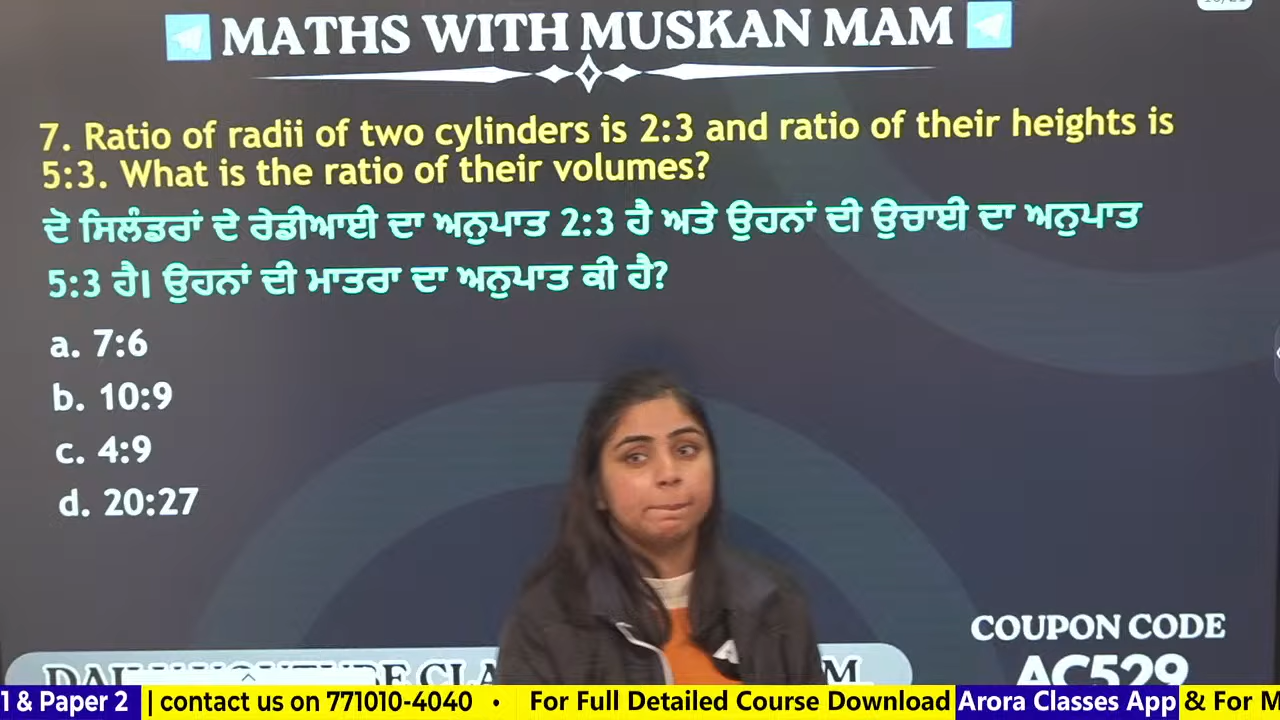 MATHS WITH MUSKAN MAM
7. Ratio of radii of two cylinders is 2:3 and ratio of their heights is
5:3. What is the ratio of their volumes?
ਦੋ ਸਿਲੰਡਰਾਂ ਦੇ ਰੇਡੀਆਈ ਦਾ ਅਨੁਪਾਤ 2:3 ਹੈ ਅਤੇ ਉਹਨਾਂ ਦੀ ਉਚਾਈ ਦਾ ਅਨੁਪਾਤ
5:3 ਹੈ। ਉਹਨਾਂ ਦੀ ਮਾਤਰਾ ਦਾ ਅਨੁਪਾਤ ਕੀ ਹੈ?
a. 7:6
b. 10:9
c. 4:9
d. 20:27
COUPON CODE
AC529
1 & Paper 2 | contact us on 771010-4040 • For Full Detailed Course Download Arora Classes App & For